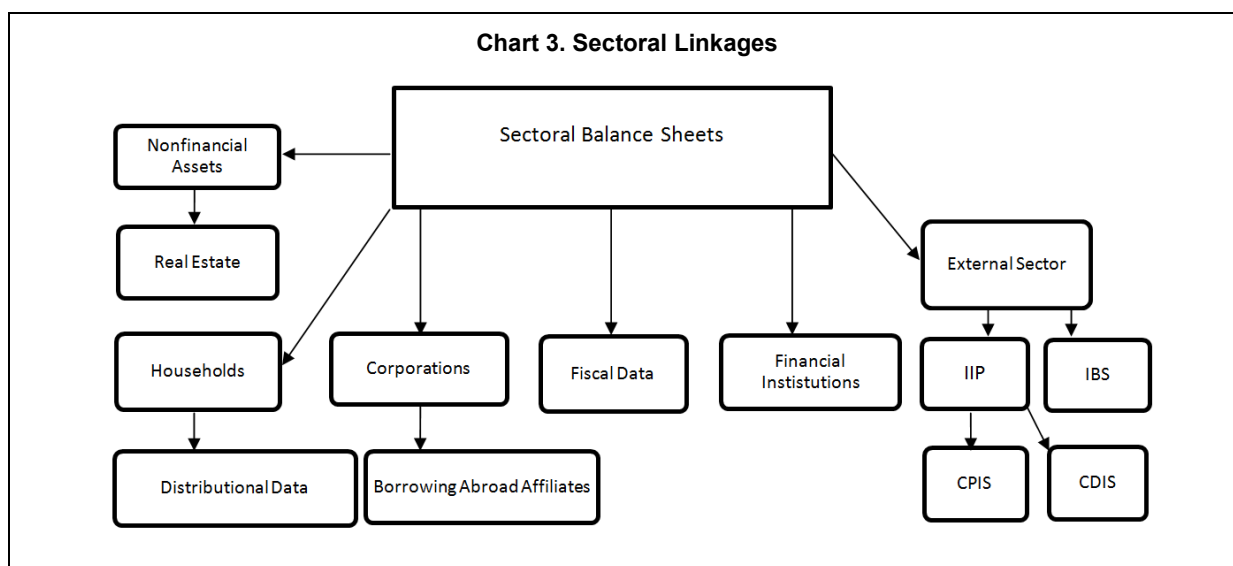 Chart 3. Sectoral Linkages
Sectoral Balance Sheets
Nonfinancial
Assets
Real Estate
External Sector
Households
Corporations
Fiscal Data
Financial
Instistutions
IIP
IBS
Distributional Data
Borrowing Abroad Affiliates
CPIS
CDIS